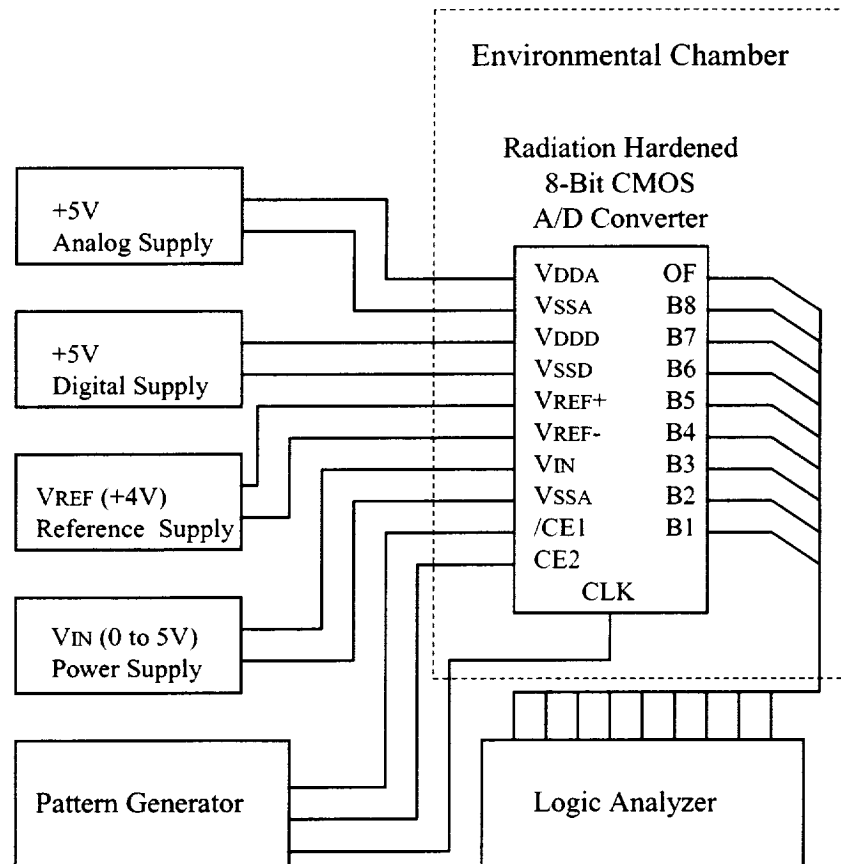 Environmental Chamber
Radiation Hardened
8-Bit CMOS
A/D Converter
+5V
Analog Supply
+5V
Digital Supply
VREF (+4V)
Reference Supply
VIN (0 to 5V)
Power Supply
Pattern Generator
VDDA OF
VSSA B8
VDDD B7
VSSD B6
VREF+ B5
VREF- B4
VIN B3
VSSA B2
/CE1 B1
CE2
CLK
Logic Analyzer